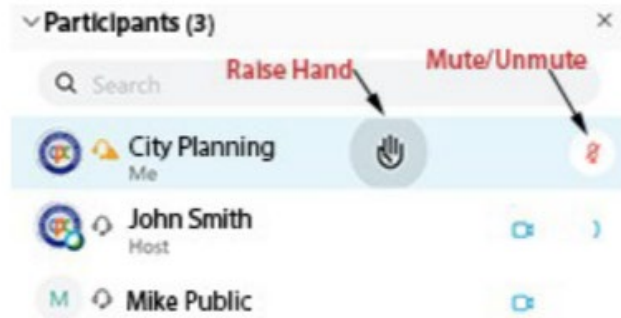 Participants (3)
Search
Raise Hand
Mute/Unmute
City Planning
Me
John Smith
Host
M
Mike Public